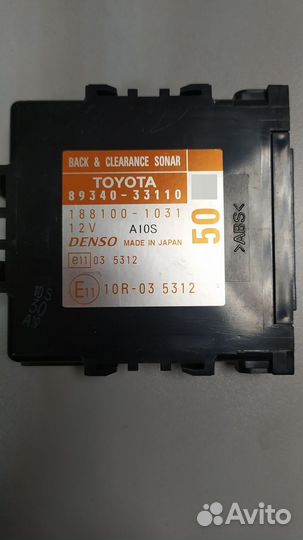 BACK & CLEARANCE SONAR
TOYOTA
89340-33110
188100-1031
12V A10S
DENSO MADE IN JAPAN
50
e11 03 5312
E11 10R-03 5312
>ABS<
Avito